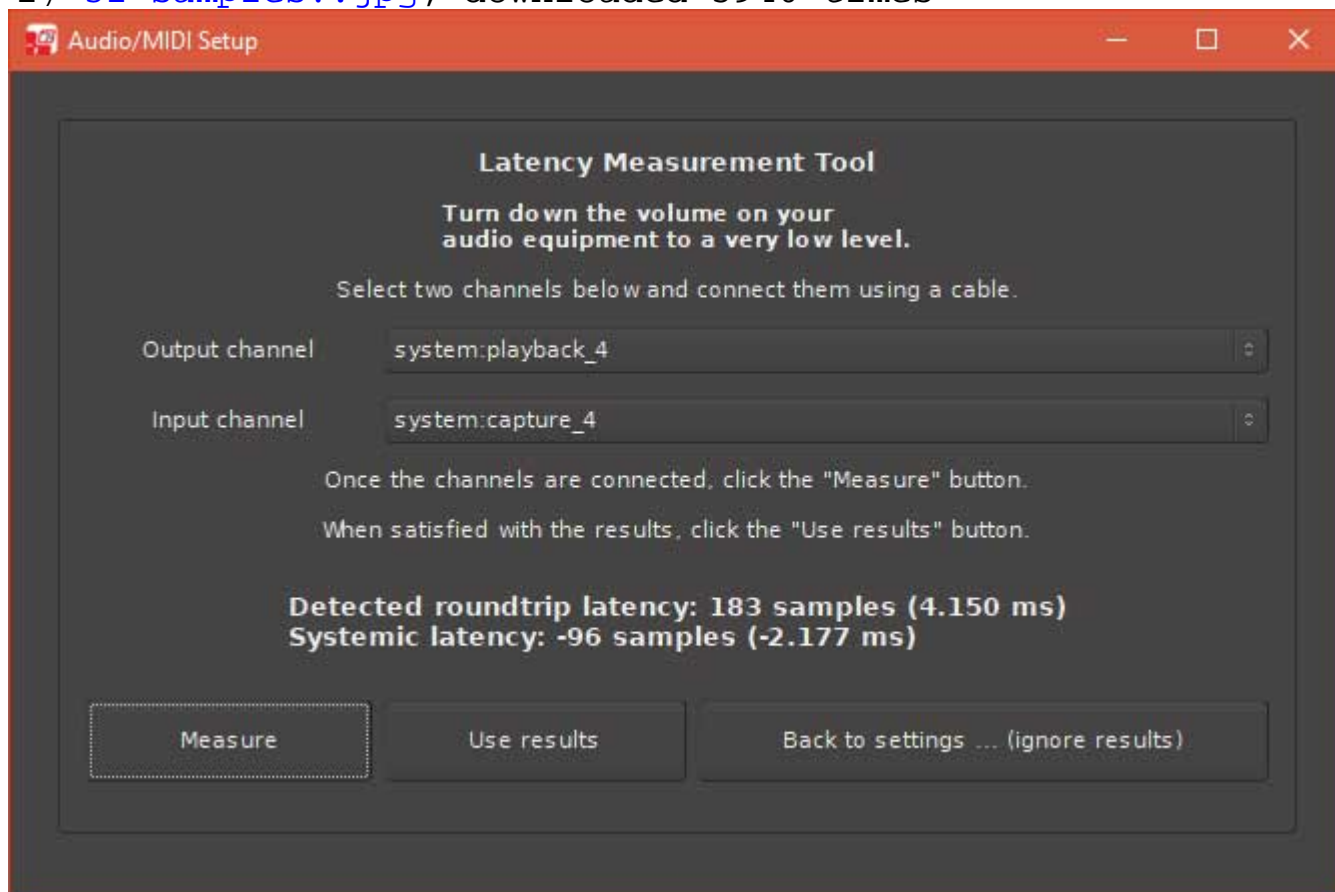 Audio/MIDI Setup
Latency Measurement Tool
Turn down the volume on your
audio equipment to a very low level.
Select two channels below and connect them using a cable.
Output channel system:playback_4
Input channel system:capture_4
Once the channels are connected, click the "Measure" button.
When satisfied with the results, click the "Use results" button.
Detected roundtrip latency: 183 samples (4.150 ms)
Systemic latency: -96 samples (-2.177 ms)
Measure Use results Back to settings ... (ignore results)